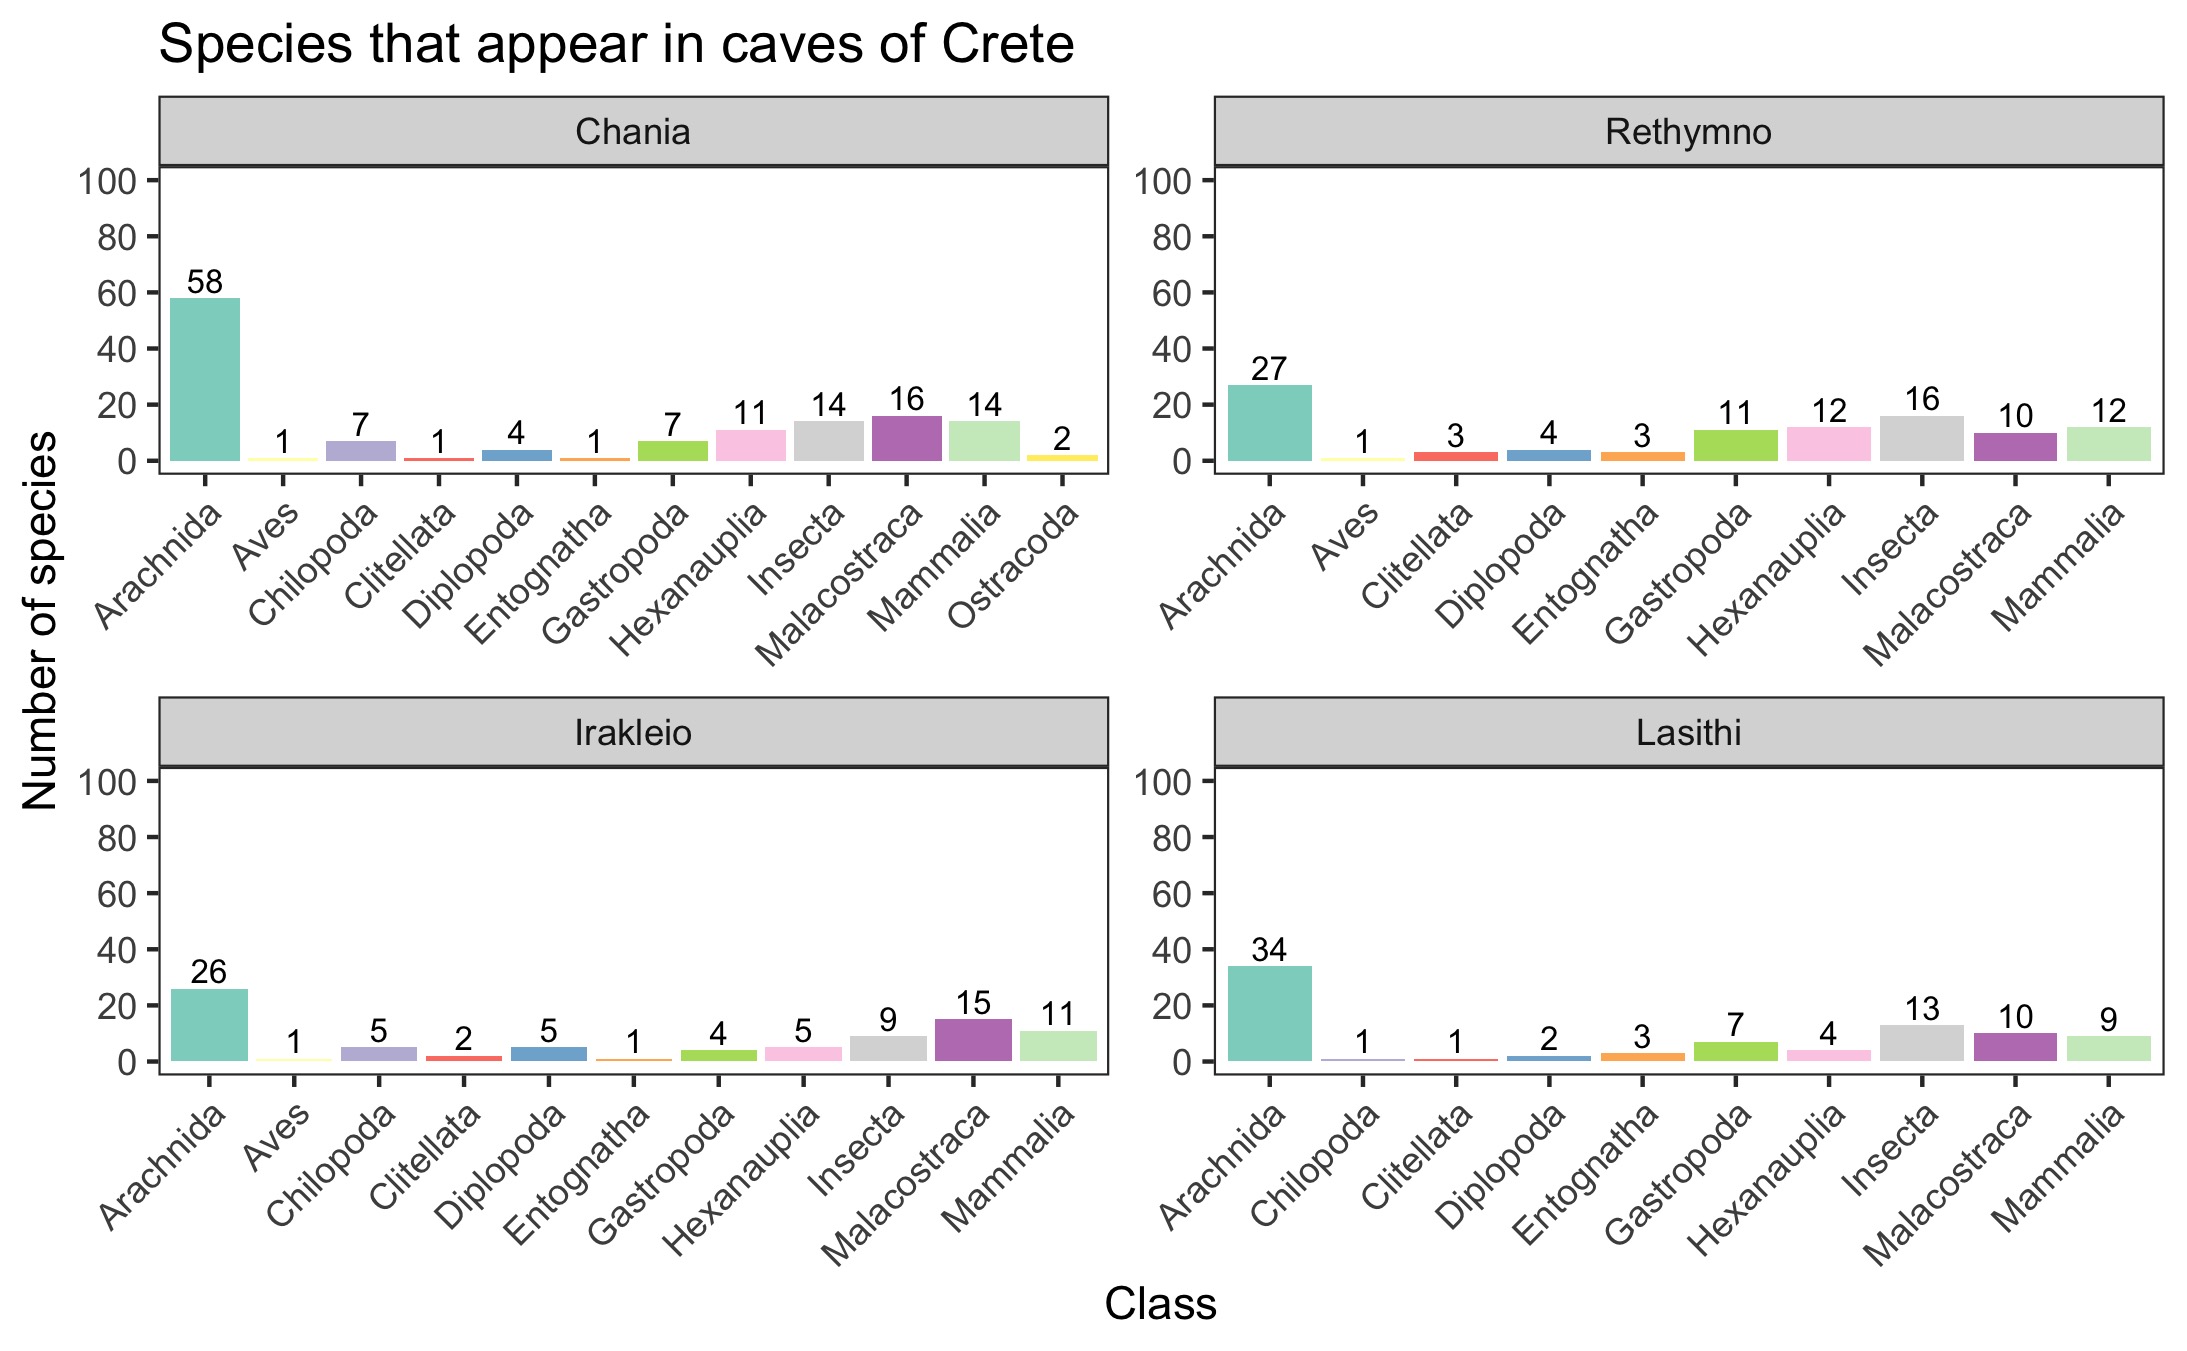 Species that appear in caves of Crete
Number of species
Chania
100
80
60
40
20
0
58
1
7
1
4
1
7
11
14
16
14
2
Arachnida
Aves
Chilopoda
Clitellata
Diplopoda
Entognatha
Gastropoda
Hexanauplia
Insecta
Malacostraca
Mammalia
Ostracoda
Rethymno
100
80
60
40
20
0
27
1
3
4
3
11
12
16
10
12
Arachnida
Aves
Clitellata
Diplopoda
Entognatha
Gastropoda
Hexanauplia
Insecta
Malacostraca
Mammalia
Irakleio
100
80
60
40
20
0
26
1
5
2
5
1
4
5
9
15
11
Arachnida
Aves
Chilopoda
Clitellata
Diplopoda
Entognatha
Gastropoda
Hexanauplia
Insecta
Malacostraca
Mammalia
Lasithi
100
80
60
40
20
0
34
1
1
2
3
7
4
13
10
9
Arachnida
Chilopoda
Clitellata
Diplopoda
Entognatha
Gastropoda
Hexanauplia
Insecta
Malacostraca
Mammalia
Class